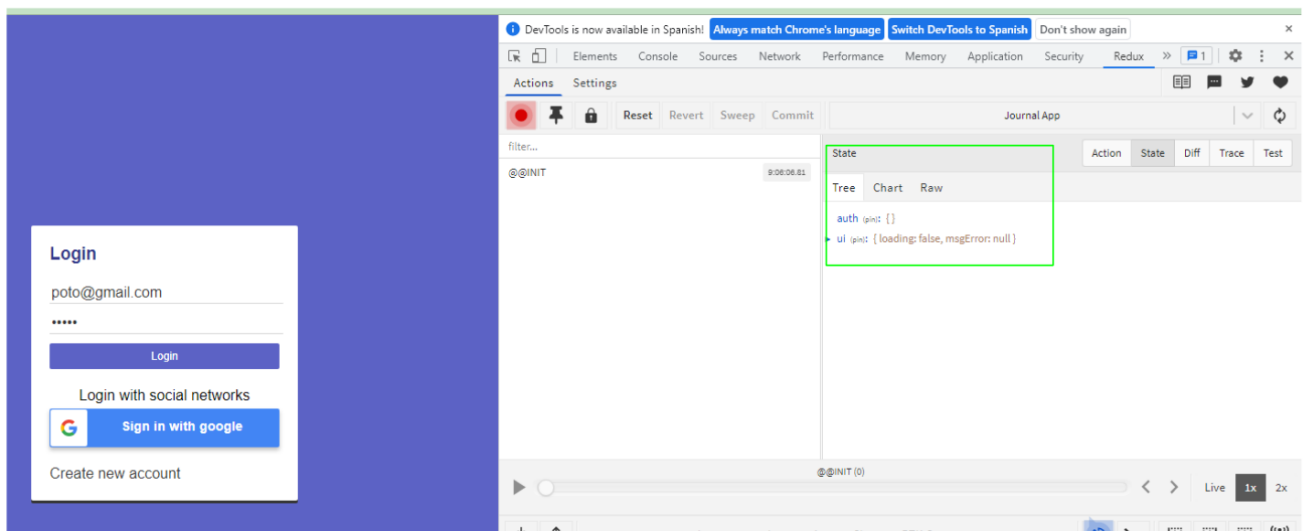 DevTools is now available in Spanish! Always match Chrome's language Switch DevTools to Spanish Don't show again
Elements Console Sources Network Performance Memory Application Security Redux » 1
Actions Settings
Reset Revert Sweep Commit Journal App
filter...
@@INIT 9:08:08.81
State Action State Diff Trace Test
Tree Chart Raw
auth (pin): {}
ui (pin): { loading: false, msgError: null }
Login
poto@gmail.com
•••••
Login
Login with social networks
G Sign in with google
Create new account
@@INIT (0)
Live 1x 2x